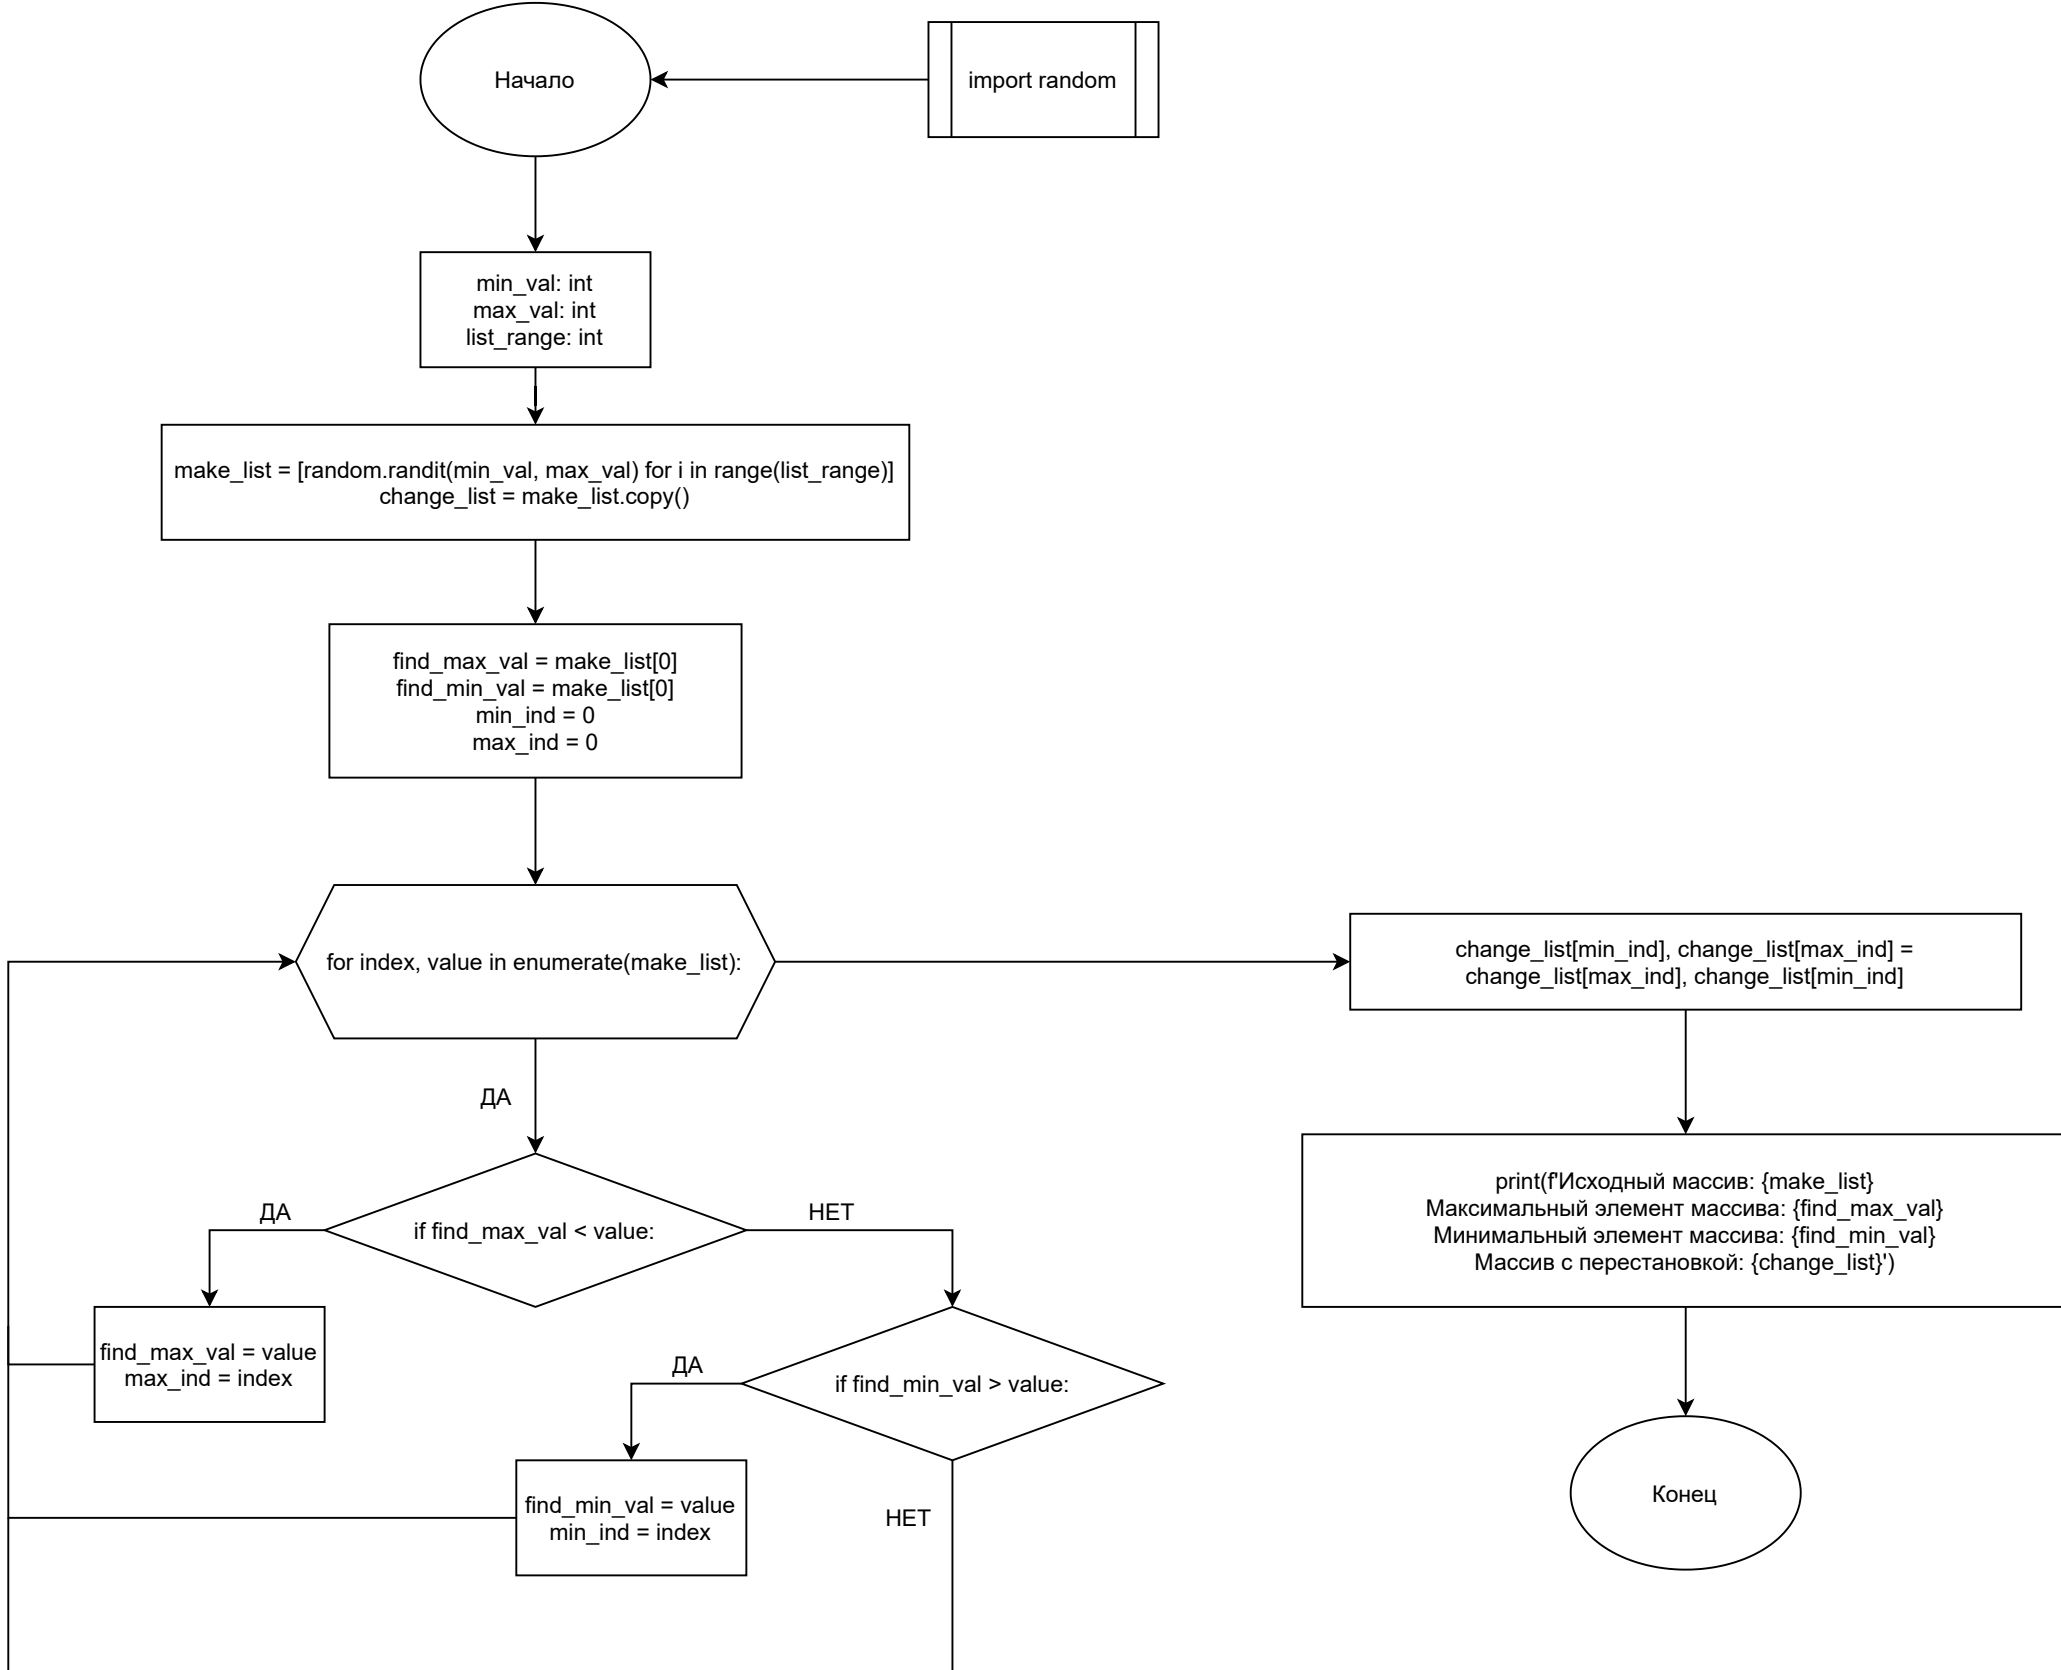 Начало
import random
min_val: int
max_val: int
list_range: int
make_list = [random.randit(min_val, max_val) for i in range(list_range)]
change_list = make_list.copy()
find_max_val = make_list[0]
find_min_val = make_list[0]
min_ind = 0
max_ind = 0
for index, value in enumerate(make_list):
change_list[min_ind], change_list[max_ind] =
change_list[max_ind], change_list[min_ind]
ДА
if find_max_val < value:
ДА
НЕТ
find_max_val = value
max_ind = index
if find_min_val > value:
ДА
НЕТ
find_min_val = value
min_ind = index
print(f'Исходный массив: {make_list}
Максимальный элемент массива: {find_max_val}
Минимальный элемент массива: {find_min_val}
Массив с перестановкой: {change_list}')
Конец